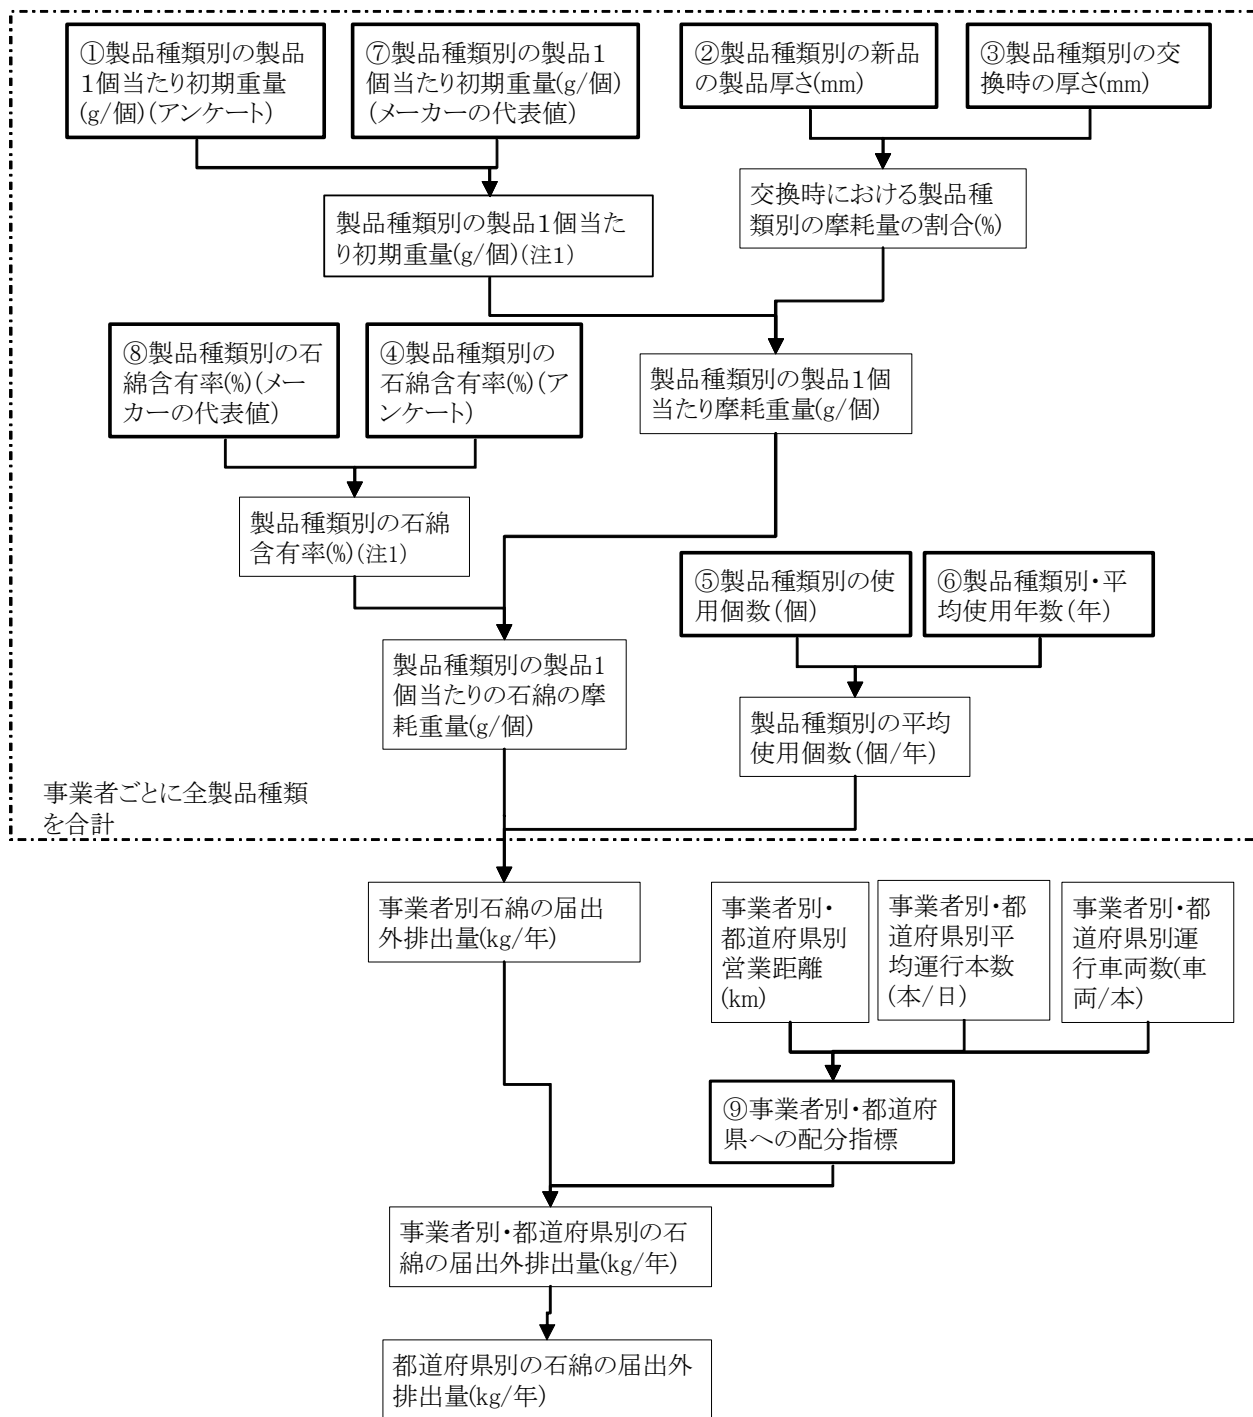 ①製品種類別の製品
1個当たり初期重量
(g/個)(アンケート)
⑦製品種類別の製品1
個当たり初期重量(g/個)
(メーカーの代表値)
②製品種類別の新品
の製品厚さ(mm)
③製品種類別の交
換時の厚さ(mm)
製品種類別の製品1個当た
り初期重量(g/個)(注1)
交換時における製品種
類別の摩耗量の割合(%)
⑧製品種類別の石
綿含有率(%)(メー
カーの代表値)
④製品種類別の
石綿含有率(%)(ア
ンケート)
製品種類別の製品1個
当たり摩耗重量(g/個)
製品種類別の石綿
含有率(%)(注1)
⑤製品種類別の使
用個数(個)
⑥製品種類別・平
均使用年数(年)
製品種類別の製品1
個当たりの石綿の摩
耗重量(g/個)
製品種類別の平均
使用個数(個/年)
事業者ごとに全製品種類
を合計
事業者別石綿の届出
外排出量(kg/年)
事業者別・
都道府県別
営業距離
(km)
事業者別・都
道府県別平
均運行本数
(本/日)
事業者別・都
道府県別運
行車両数(車
両/本)
⑨事業者別・都道府
県への配分指標
事業者別・都道府県別の石
綿の届出外排出量(kg/年)
都道府県別の石綿の届出外
排出量(kg/年)